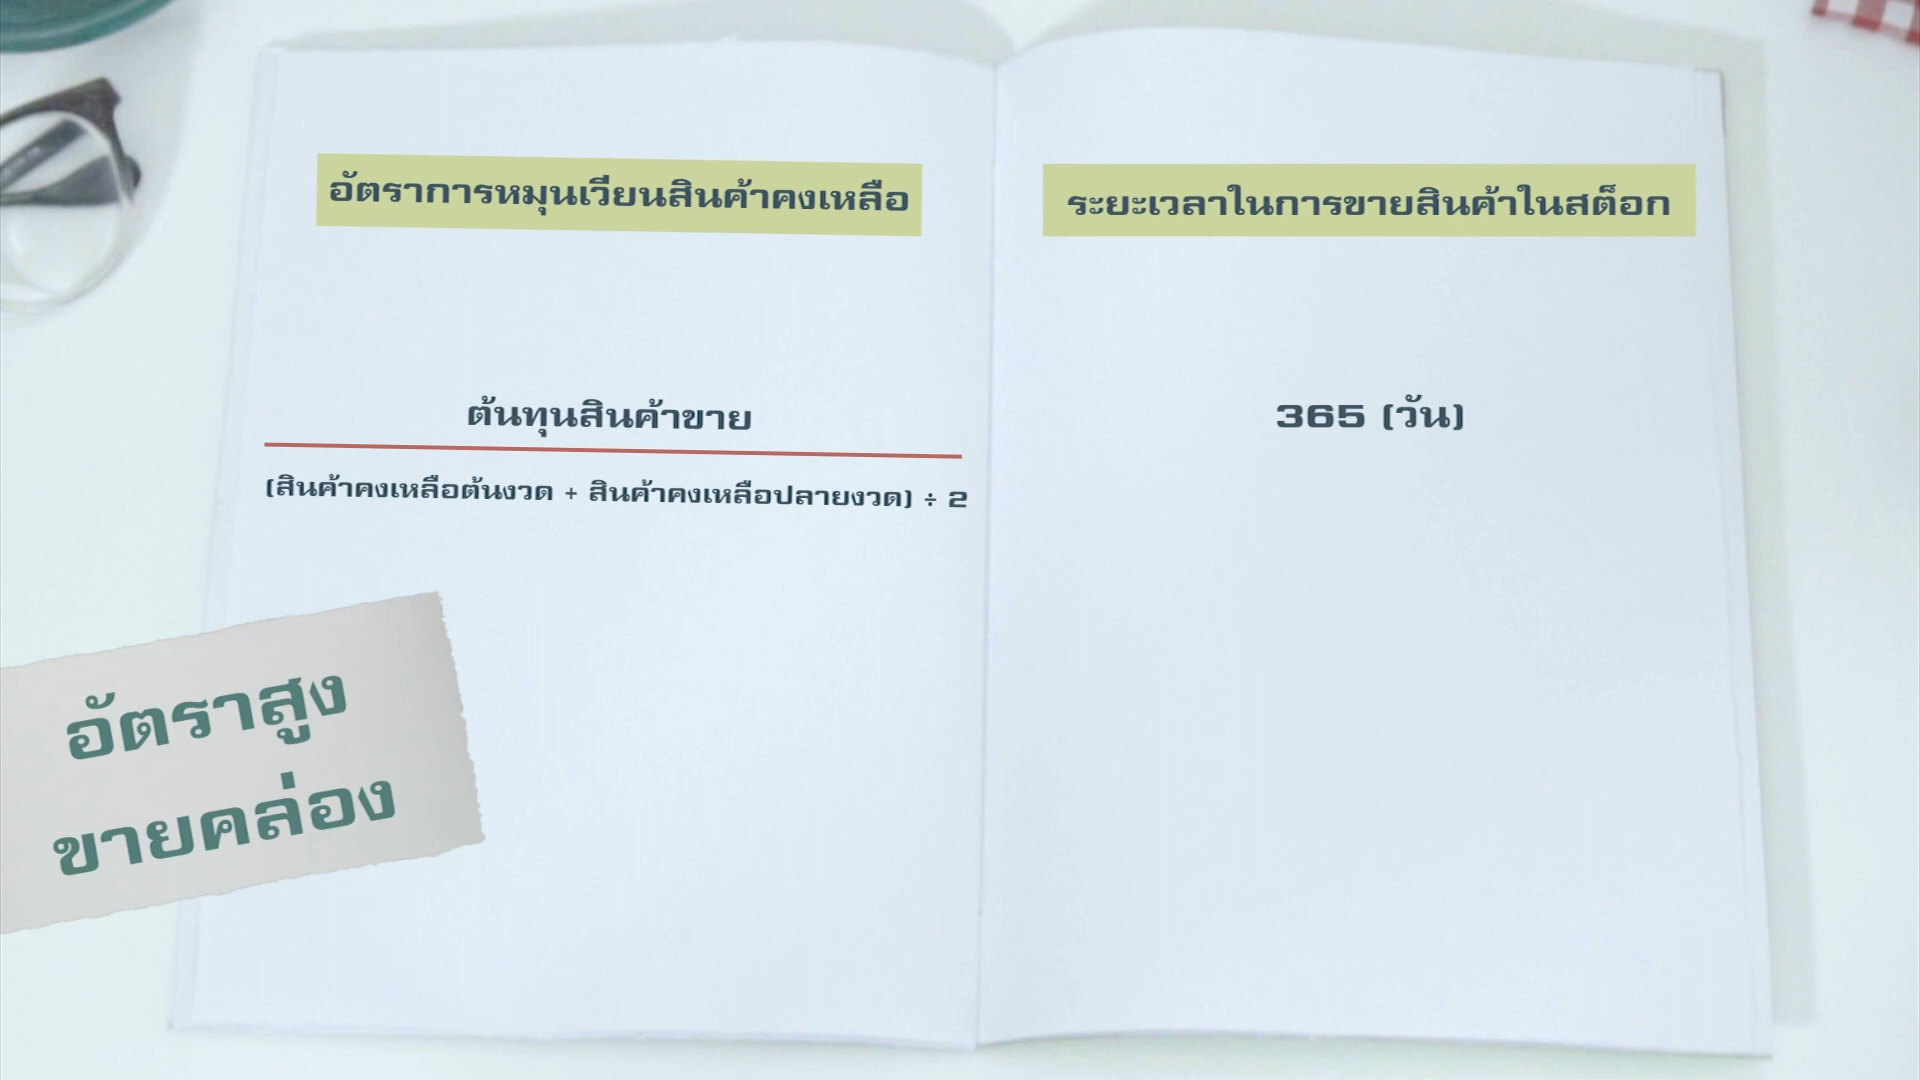 อัตราการหมุนเวียนสินค้าคงเหลือ
ต้นทุนสินค้าขาย
(สินค้าคงเหลือต้นงวด + สินค้าคงเหลือปลายงวด) ÷ 2
อัตราสูง
ขายคล่อง
ระยะเวลาในการขายสินค้าในสต็อก
365 (วัน)